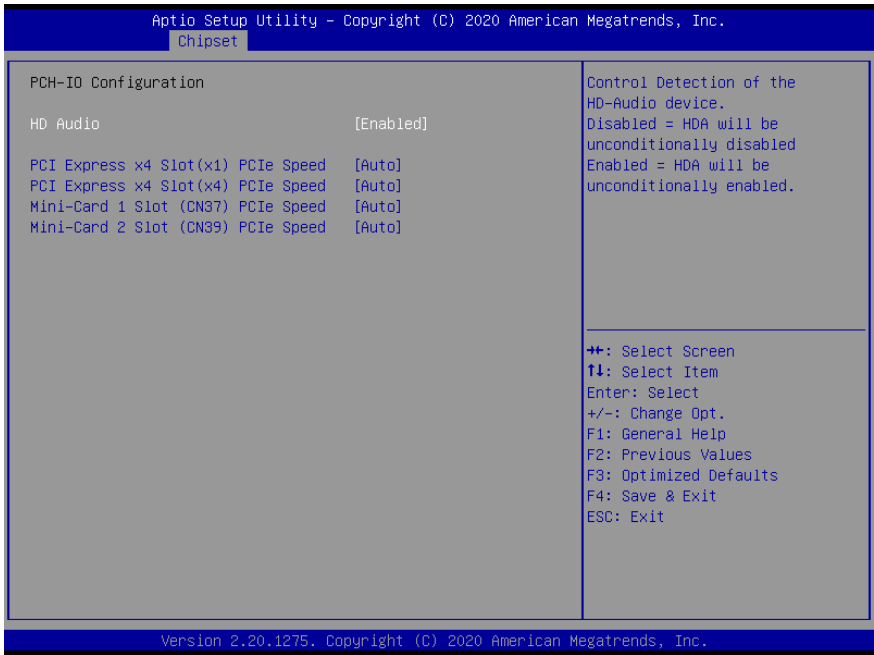 Aptio Setup Utility – Copyright (C) 2020 American Megatrends, Inc.
Chipset
PCH-IO Configuration
HD Audio [Enabled]
PCI Express x4 Slot(x1) PCIe Speed [Auto]
PCI Express x4 Slot(x4) PCIe Speed [Auto]
Mini-Card 1 Slot (CN37) PCIe Speed [Auto]
Mini-Card 2 Slot (CN39) PCIe Speed [Auto]
Control Detection of the
HD-Audio device.
Disabled = HDA will be
unconditionally disabled
Enabled = HDA will be
unconditionally enabled.
→←: Select Screen
↑↓: Select Item
Enter: Select
+/-: Change Opt.
F1: General Help
F2: Previous Values
F3: Optimized Defaults
F4: Save & Exit
ESC: Exit
Version 2.20.1275. Copyright (C) 2020 American Megatrends, Inc.